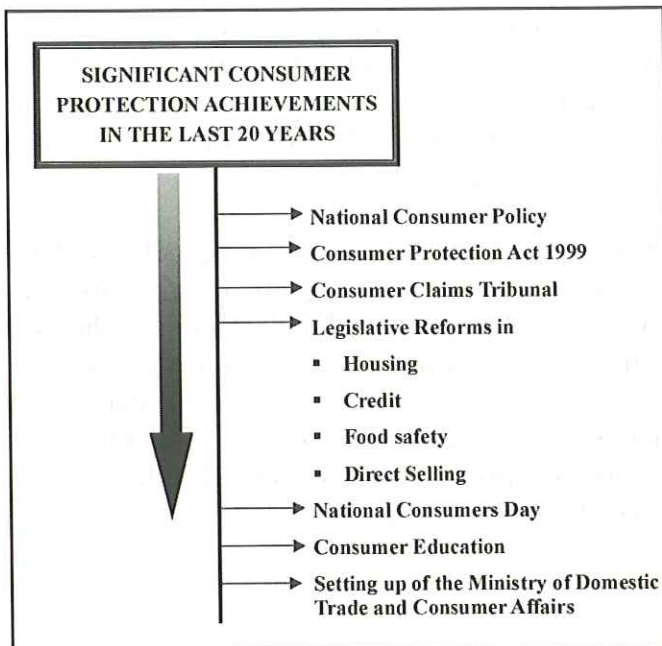 SIGNIFICANT CONSUMER
PROTECTION ACHIEVEMENTS
IN THE LAST 20 YEARS
National Consumer Policy
Consumer Protection Act 1999
Consumer Claims Tribunal
Legislative Reforms in
▪ Housing
▪ Credit
▪ Food safety
▪ Direct Selling
National Consumers Day
Consumer Education
Setting up of the Ministry of Domestic
Trade and Consumer Affairs